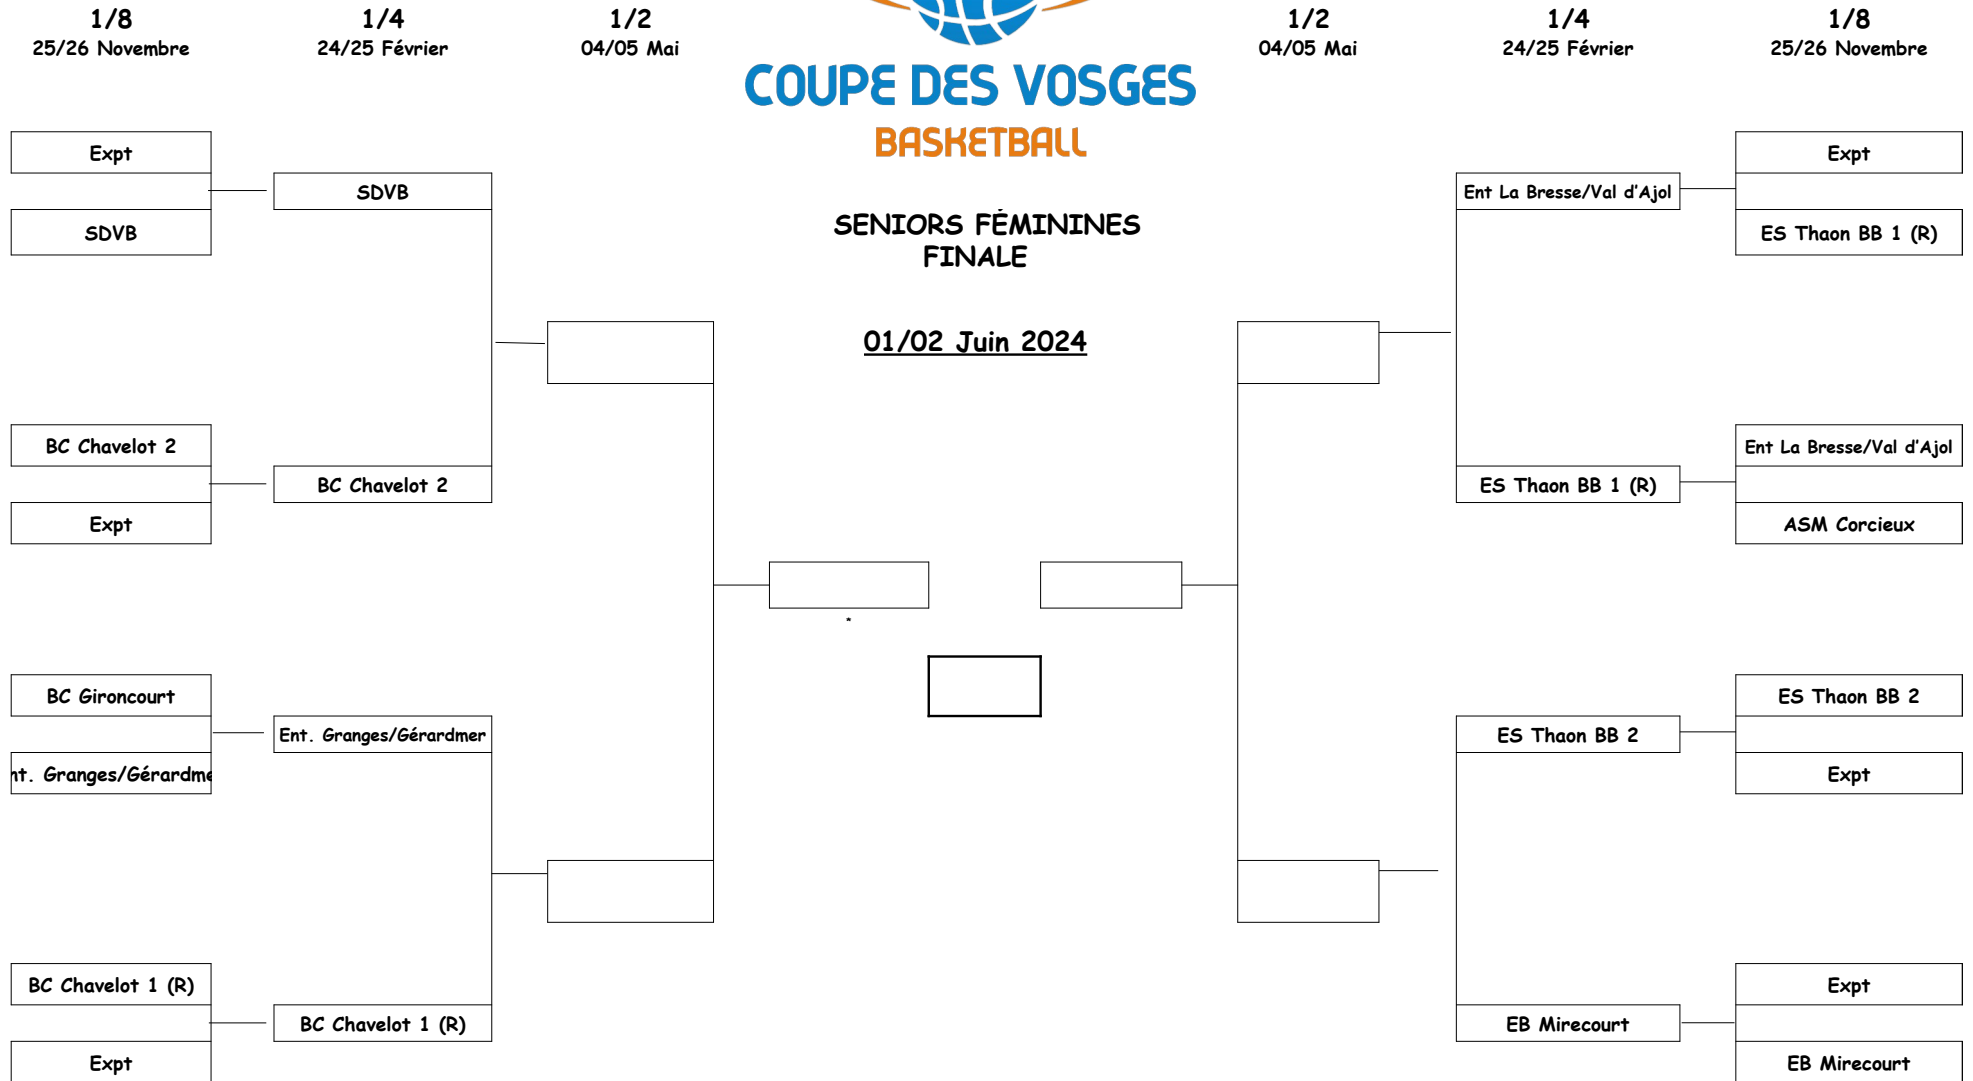 1/8
25/26 Novembre
1/4
24/25 Février
1/2
04/05 Mai
1/2
04/05 Mai
1/4
24/25 Février
1/8
25/26 Novembre
COUPE DES VOSGES
BASKETBALL
SENIORS FÉMININES
FINALE
01/02 Juin 2024
Expt
SDVB
BC Chavelot 2
Expt
BC Gironcourt
nt. Granges/Gérardme
BC Chavelot 1 (R)
Expt
SDVB
BC Chavelot 2
Ent. Granges/Gérardmer
BC Chavelot 1 (R)
*
Ent La Bresse/Val d'Ajol
ES Thaon BB 1 (R)
ES Thaon BB 2
EB Mirecourt
Expt
ES Thaon BB 1 (R)
Ent La Bresse/Val d'Ajol
ASM Corcieux
ES Thaon BB 2
Expt
Expt
EB Mirecourt